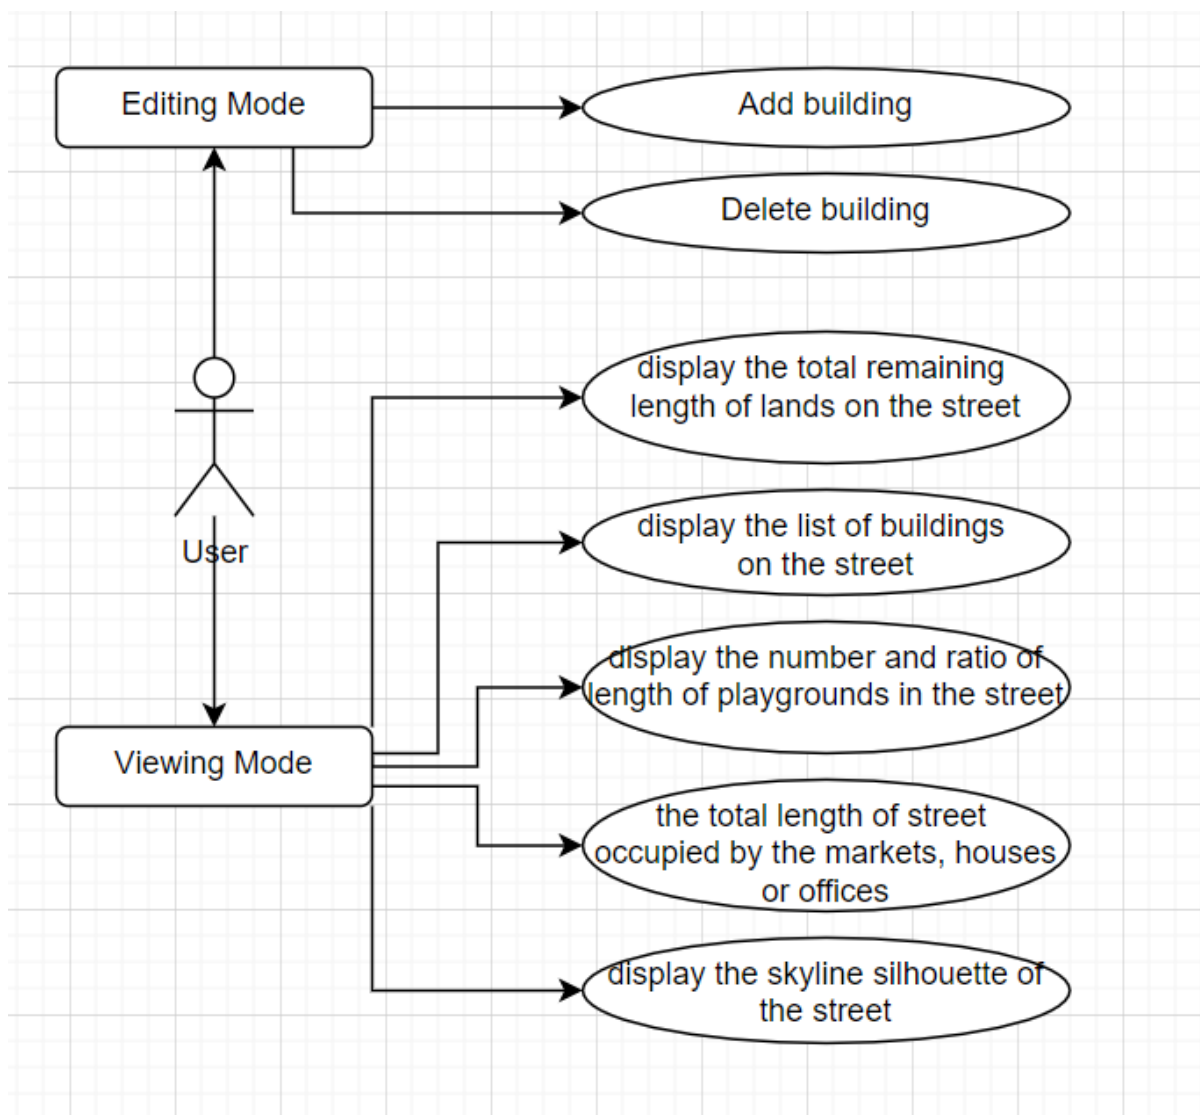 Editing Mode
Add building
Delete building
display the total remaining
length of lands on the street
User
display the list of buildings
on the street
display the number and ratio of
length of playgrounds in the street
Viewing Mode
the total length of street
occupied by the markets, houses
or offices
display the skyline silhouette of
the street